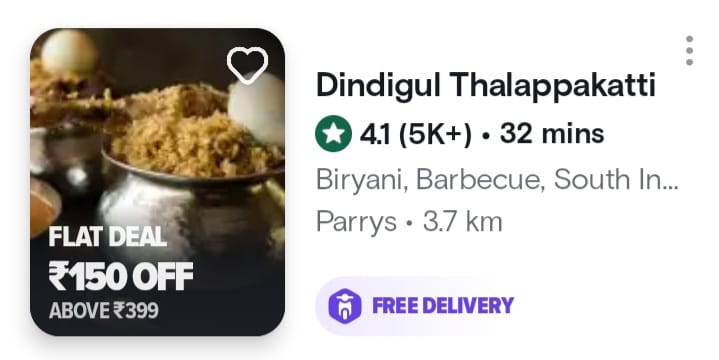 FLAT DEAL
₹150 OFF
ABOVE ₹399
Dindigul Thalappakatti
4.1 (5K+) • 32 mins
Biryani, Barbecue, South In...
Parrys • 3.7 km
FREE DELIVERY